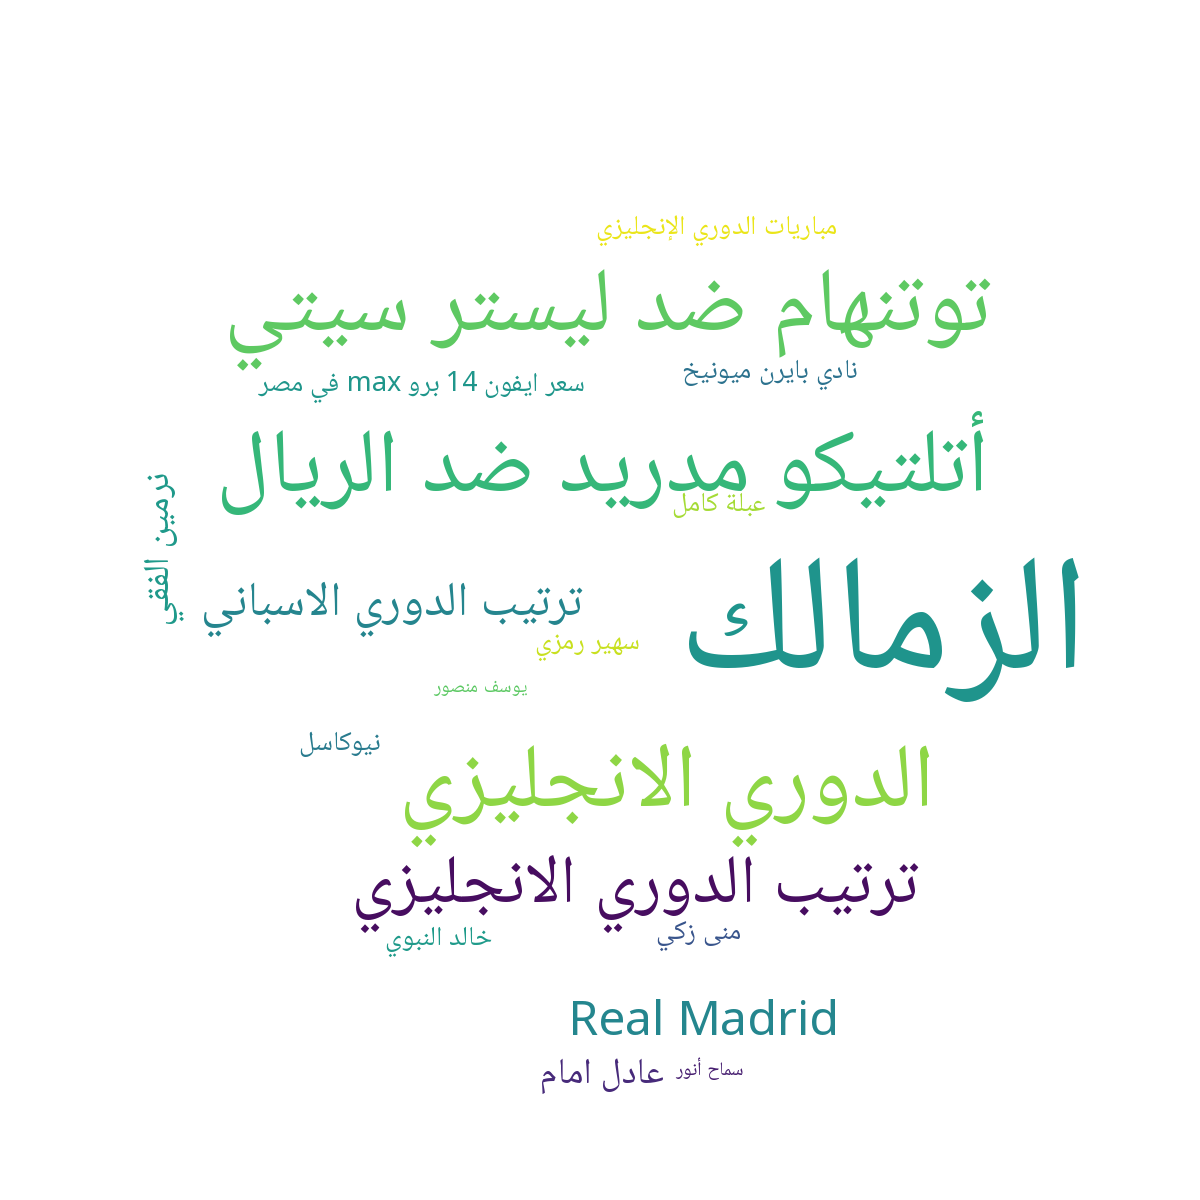 مباريات الدوري الإنجليزي
توتنهام ضد ليستر سيتي
نادي بايرن ميونيخ
سعر ايفون 14 برو max في مصر
أتلتيكو مدريد ضد الريال
عبلة كامل
نرمين الفقي
الزمالك
ترتيب الدوري الاسباني
سهير رمزي
يوسف منصور
نيوكاسل
الدوري الانجليزي
ترتيب الدوري الانجليزي
منى زكي
خالد النبوي
Real Madrid
سماح أنور
عادل امام